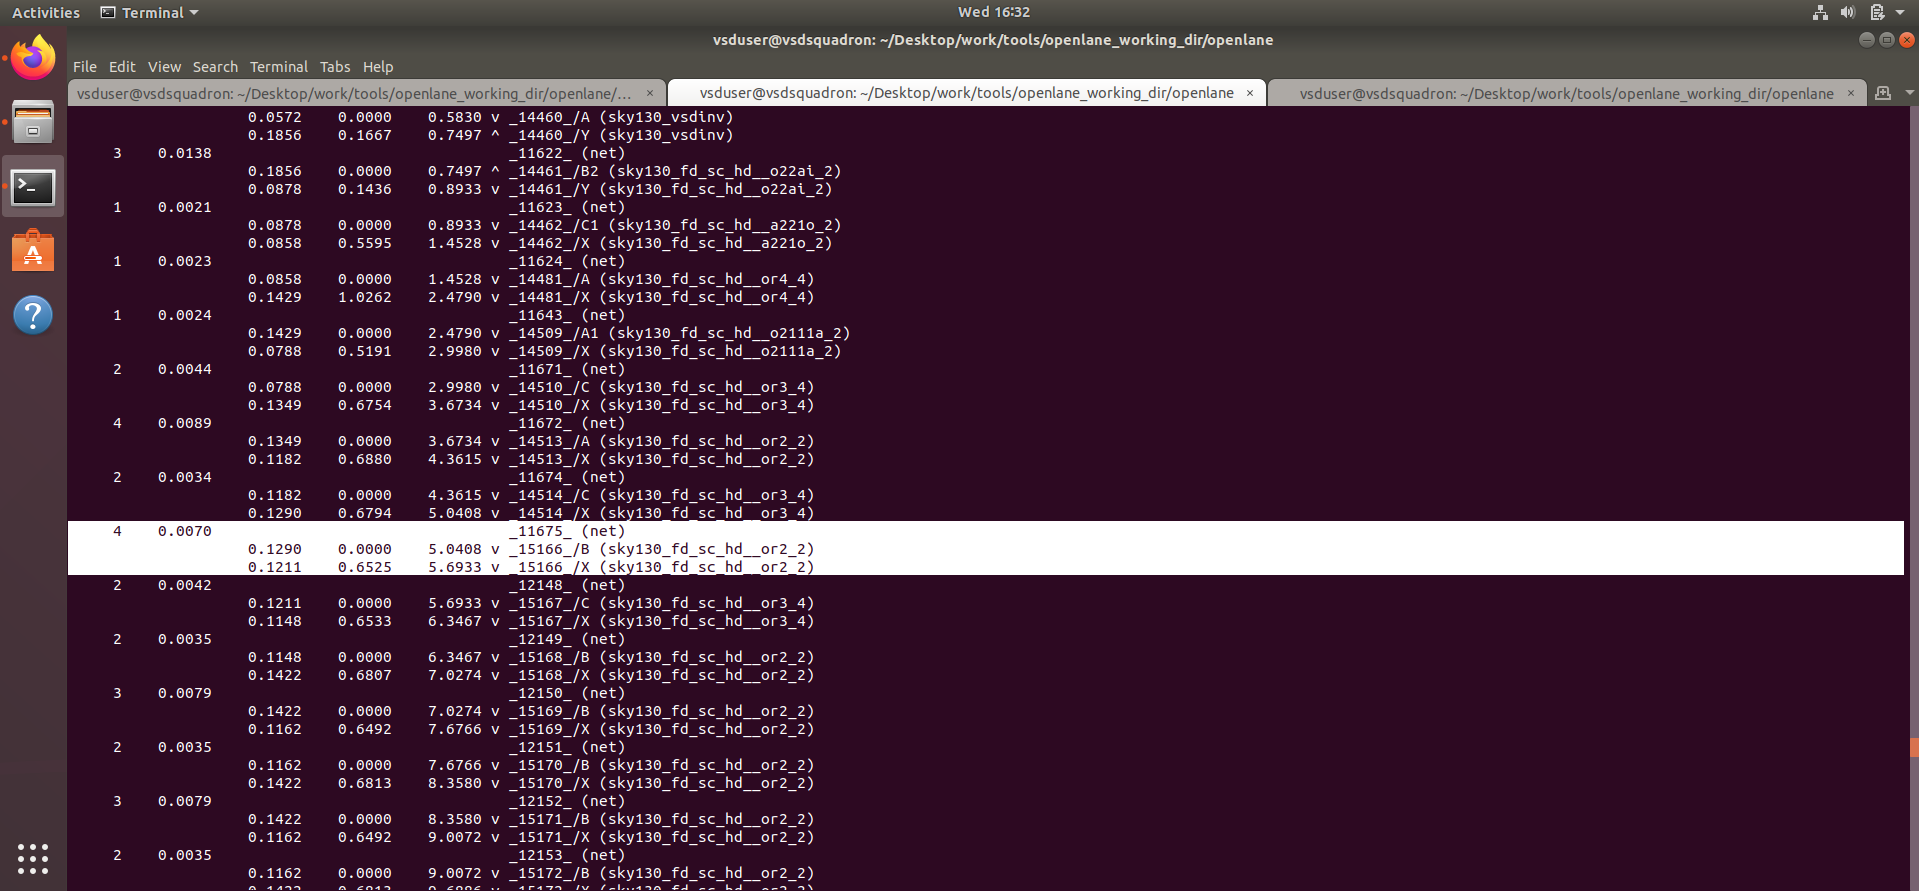 Activities Terminal Wed 16:32
vsduser@vsdsquadron: ~/Desktop/work/tools/openlane_working_dir/openlane
File Edit View Search Terminal Tabs Help
vsduser@vsdsquadron: ~/Desktop/work/tools/openlane_working_dir/openlane/... × vsduser@vsdsquadron: ~/Desktop/work/tools/openlane_working_dir/openlane × vsduser@vsdsquadron: ~/Desktop/work/tools/openlane_working_dir/openlane ×
0.0572 0.0000 0.5830 v _14460_/A (sky130_vsdinv)
0.1856 0.1667 0.7497 ^ _14460_/Y (sky130_vsdinv)
3 0.0138 _11622_ (net)
0.1856 0.0000 0.7497 ^ _14461_/B2 (sky130_fd_sc_hd__o22ai_2)
0.0878 0.1436 0.8933 v _14461_/Y (sky130_fd_sc_hd__o22ai_2)
1 0.0021 _11623_ (net)
0.0878 0.0000 0.8933 v _14462_/C1 (sky130_fd_sc_hd__a221o_2)
0.0858 0.5595 1.4528 v _14462_/X (sky130_fd_sc_hd__a221o_2)
1 0.0023 _11624_ (net)
0.0858 0.0000 1.4528 v _14481_/A (sky130_fd_sc_hd__or4_4)
0.1429 1.0262 2.4790 v _14481_/X (sky130_fd_sc_hd__or4_4)
1 0.0024 _11643_ (net)
0.1429 0.0000 2.4790 v _14509_/A1 (sky130_fd_sc_hd__o2111a_2)
0.0788 0.5191 2.9980 v _14509_/X (sky130_fd_sc_hd__o2111a_2)
2 0.0044 _11671_ (net)
0.0788 0.0000 2.9980 v _14510_/C (sky130_fd_sc_hd__or3_4)
0.1349 0.6754 3.6734 v _14510_/X (sky130_fd_sc_hd__or3_4)
4 0.0089 _11672_ (net)
0.1349 0.0000 3.6734 v _14513_/A (sky130_fd_sc_hd__or2_2)
0.1182 0.6880 4.3615 v _14513_/X (sky130_fd_sc_hd__or2_2)
2 0.0034 _11674_ (net)
0.1182 0.0000 4.3615 v _14514_/C (sky130_fd_sc_hd__or3_4)
0.1290 0.6794 5.0408 v _14514_/X (sky130_fd_sc_hd__or3_4)
4 0.0070 _11675_ (net)
0.1290 0.0000 5.0408 v _15166_/B (sky130_fd_sc_hd__or2_2)
0.1211 0.6525 5.6933 v _15166_/X (sky130_fd_sc_hd__or2_2)
2 0.0042 _12148_ (net)
0.1211 0.0000 5.6933 v _15167_/C (sky130_fd_sc_hd__or3_4)
0.1148 0.6533 6.3467 v _15167_/X (sky130_fd_sc_hd__or3_4)
2 0.0035 _12149_ (net)
0.1148 0.0000 6.3467 v _15168_/B (sky130_fd_sc_hd__or2_2)
0.1422 0.6807 7.0274 v _15168_/X (sky130_fd_sc_hd__or2_2)
3 0.0079 _12150_ (net)
0.1422 0.0000 7.0274 v _15169_/B (sky130_fd_sc_hd__or2_2)
0.1162 0.6492 7.6766 v _15169_/X (sky130_fd_sc_hd__or2_2)
2 0.0035 _12151_ (net)
0.1162 0.0000 7.6766 v _15170_/B (sky130_fd_sc_hd__or2_2)
0.1422 0.6813 8.3580 v _15170_/X (sky130_fd_sc_hd__or2_2)
3 0.0079 _12152_ (net)
0.1422 0.0000 8.3580 v _15171_/B (sky130_fd_sc_hd__or2_2)
0.1162 0.6492 9.0072 v _15171_/X (sky130_fd_sc_hd__or2_2)
2 0.0035 _12153_ (net)
0.1162 0.0000 9.0072 v _15172_/B (sky130_fd_sc_hd__or2_2)